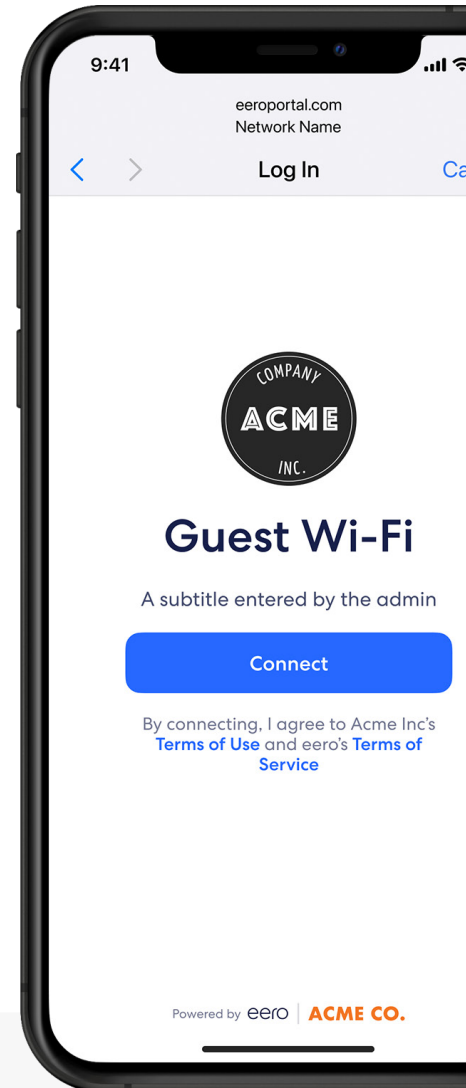 9:41
eeroportal.com
Network Name
Log In
Ca
COMPANY
ACME
INC.
Guest Wi-Fi
A subtitle entered by the admin
Connect
By connecting, I agree to Acme Inc's
Terms of Use and eero's Terms of
Service
Powered by eero | ACME CO.